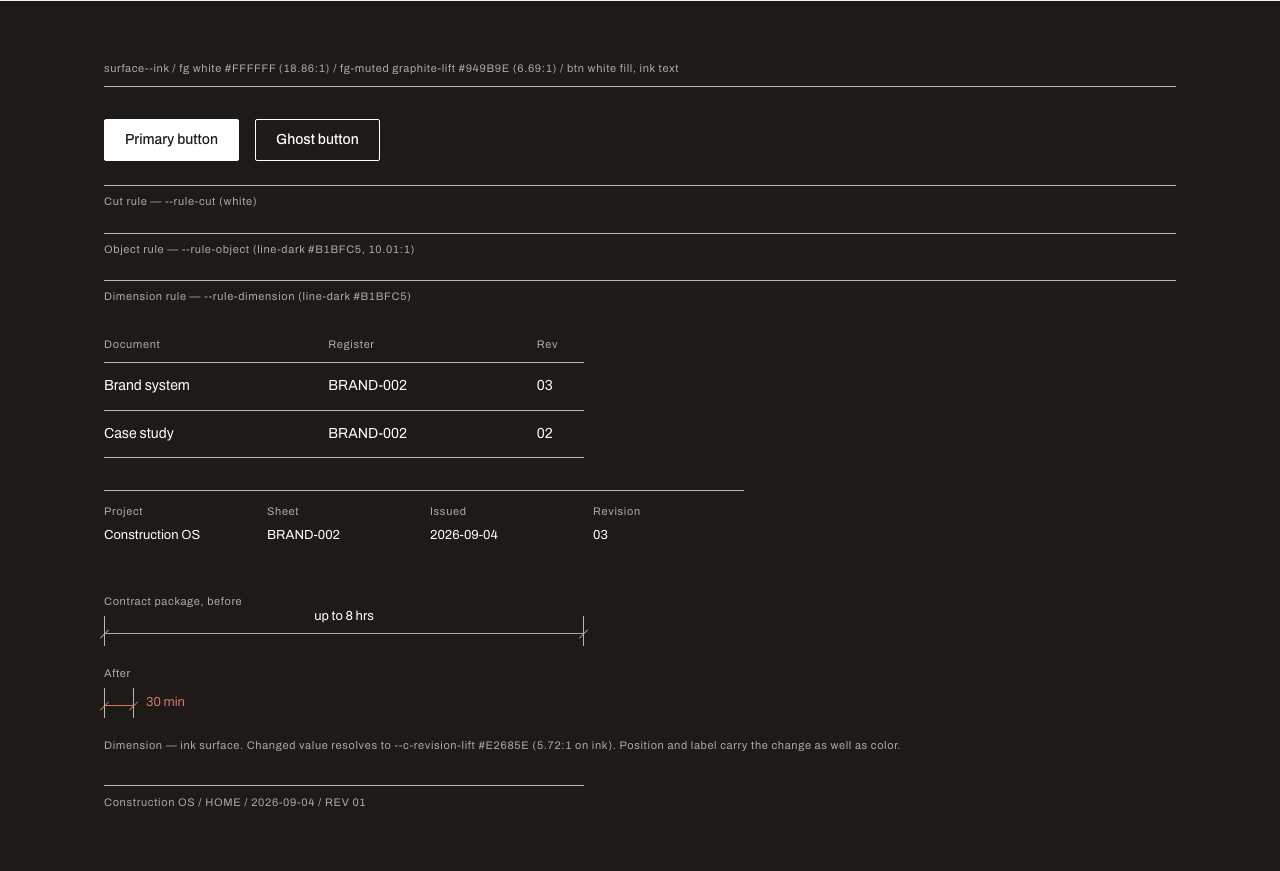 surface--ink / fg white #FFFFFF (18.86:1) / fg-muted graphite-lift #949B9E (6.69:1) / btn white fill, ink text
Primary button Ghost button
Cut rule — --rule-cut (white)
Object rule — --rule-object (line-dark #B1BFC5, 10.01:1)
Dimension rule — --rule-dimension (line-dark #B1BFC5)
Document Register Rev
Brand system BRAND-002 03
Case study BRAND-002 02
Project Sheet Issued Revision
Construction OS BRAND-002 2026-09-04 03
Contract package, before
up to 8 hrs
After
30 min
Dimension — ink surface. Changed value resolves to --c-revision-lift #E2685E (5.72:1 on ink). Position and label carry the change as well as color.
Construction OS / HOME / 2026-09-04 / REV 01